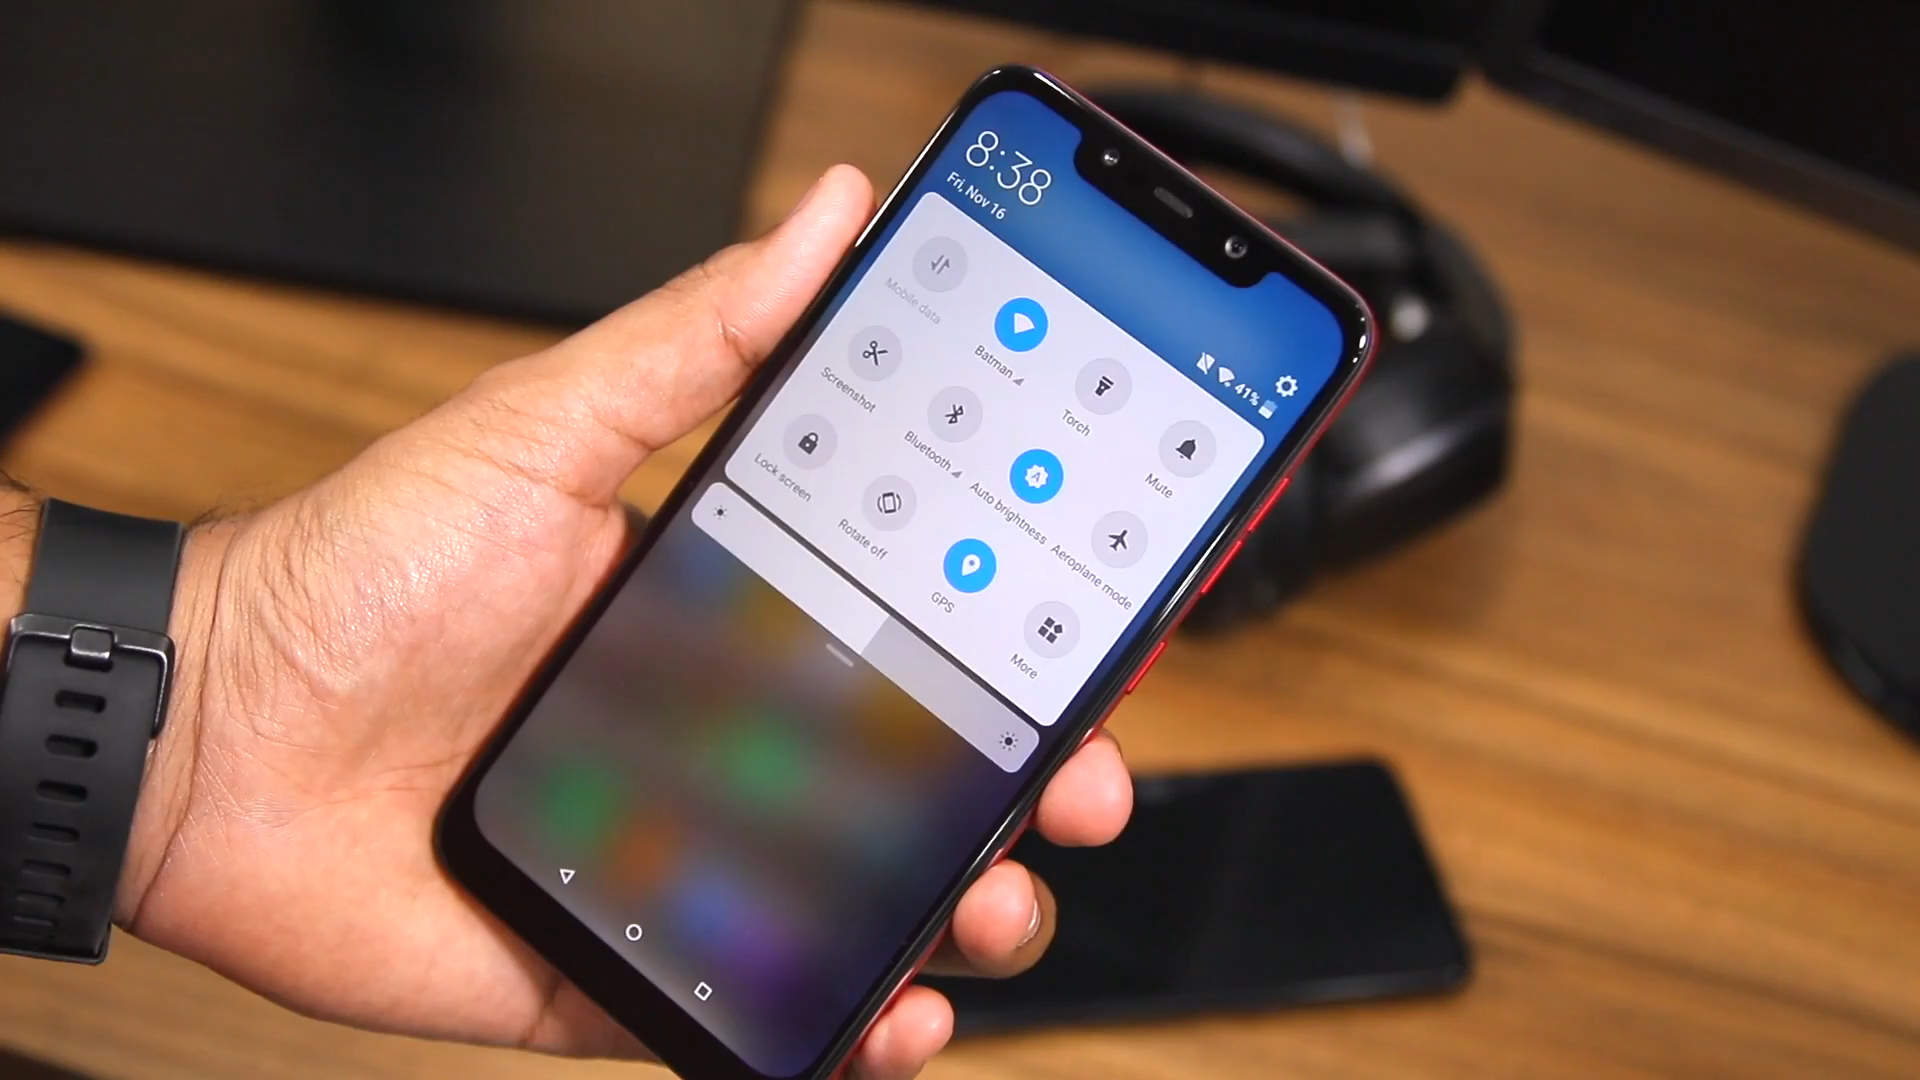 8:38
Fri, Nov 16
41%
Mobile data
Batman
Torch
Mute
Screenshot
Bluetooth
Auto brightness
Aeroplane mode
Lock screen
Rotate off
GPS
More